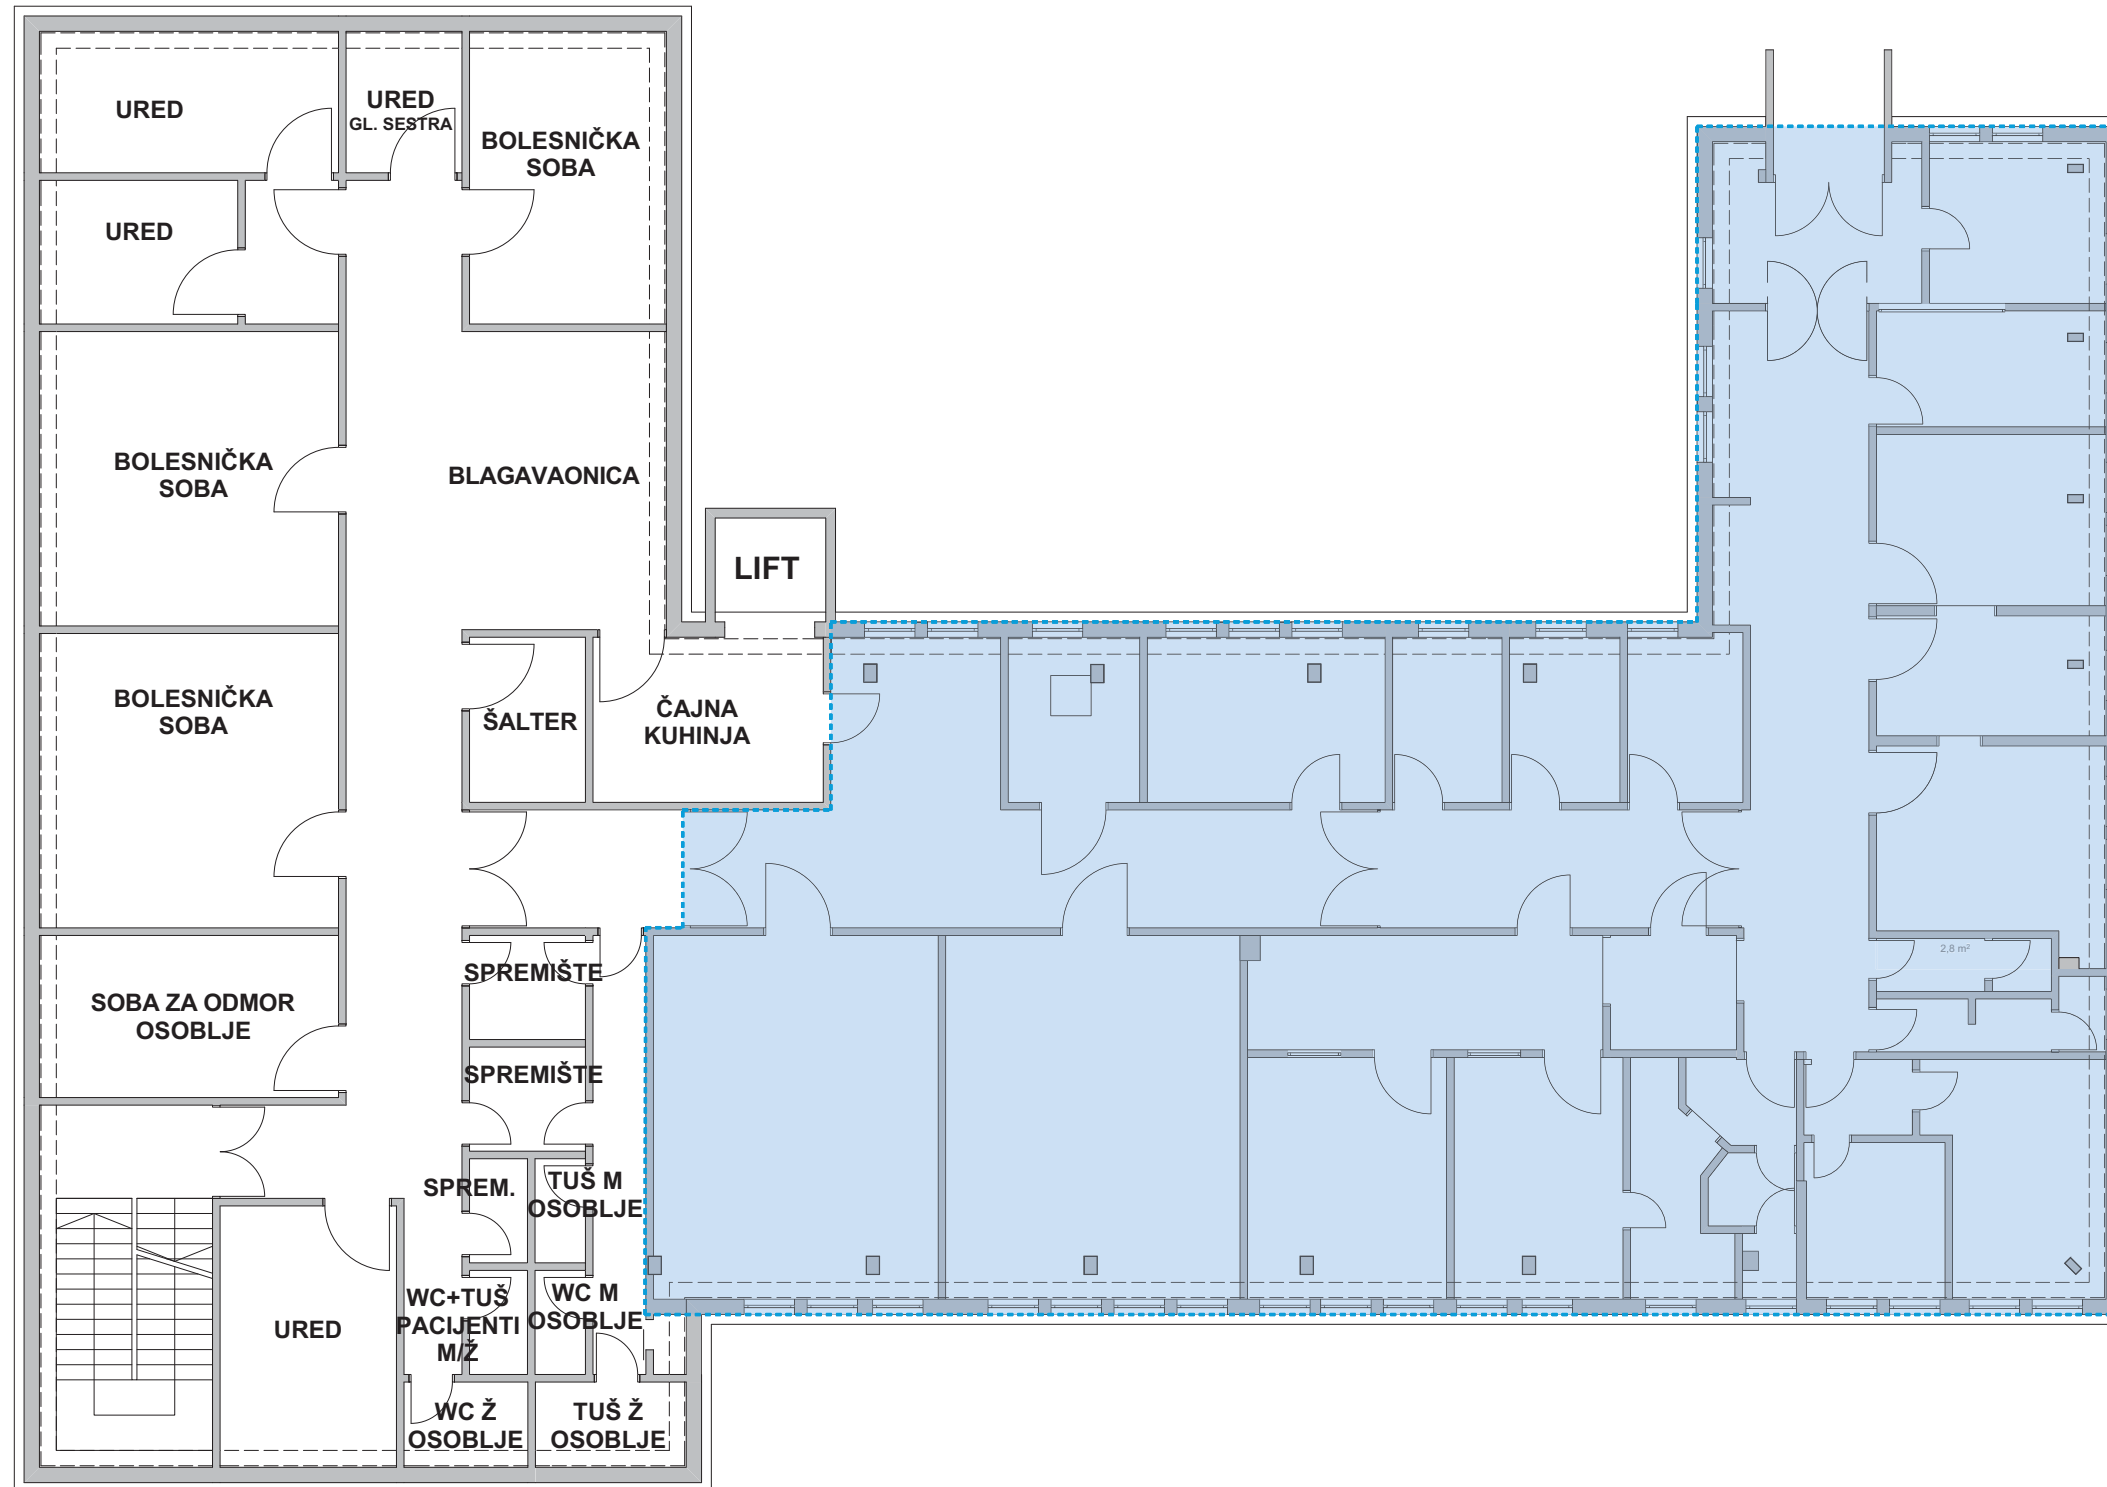 URED
URED
GL. SESTRA
BOLESNIČKA
SOBA
URED
BOLESNIČKA
SOBA
BLAGAVAONICA
LIFT
BOLESNIČKA
SOBA
ŠALTER
ČAJNA
KUHINJA
SPREMIŠTE
2,8 m²
SOBA ZA ODMOR
OSOBLJE
SPREMIŠTE
SPREM.
TUŠ M
OSOBLJE
WC+TUŠ
PACIJENTI
M/Ž
WC M
OSOBLJE
URED
WC Ž
OSOBLJE
TUŠ Ž
OSOBLJE